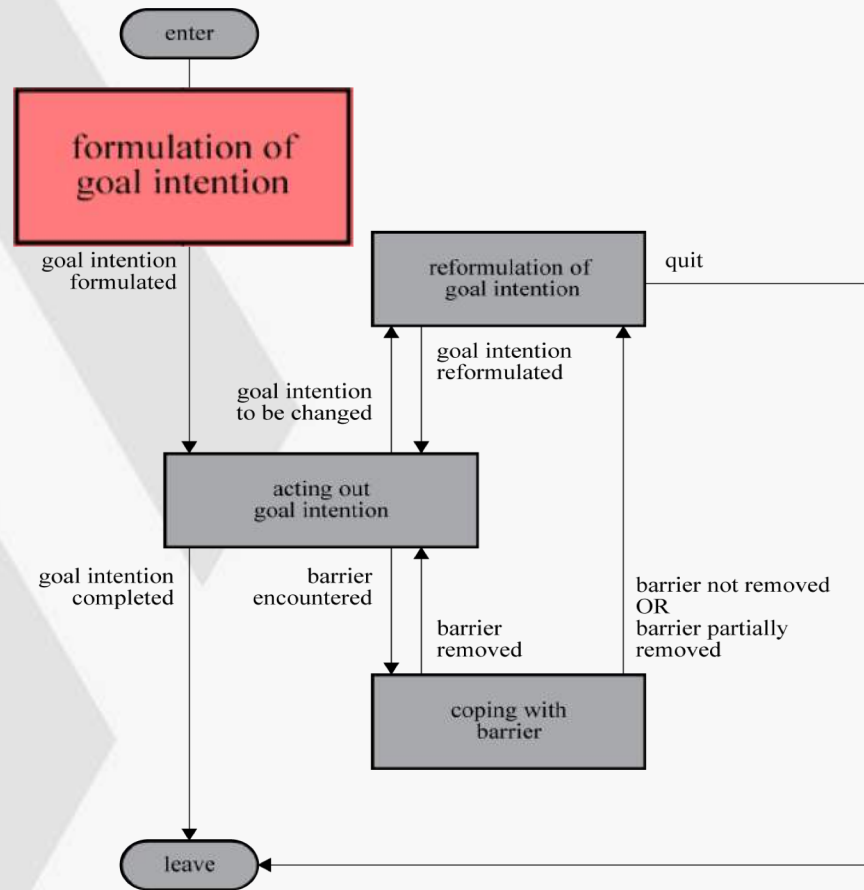 enter
formulation of
goal intention
goal intention
formulated
reformulation of
goal intention
quit
goal intention
reformulated
goal intention
to be changed
acting out
goal intention
goal intention
completed
barrier
encountered
barrier
removed
barrier not removed
OR
barrier partially
removed
coping with
barrier
leave